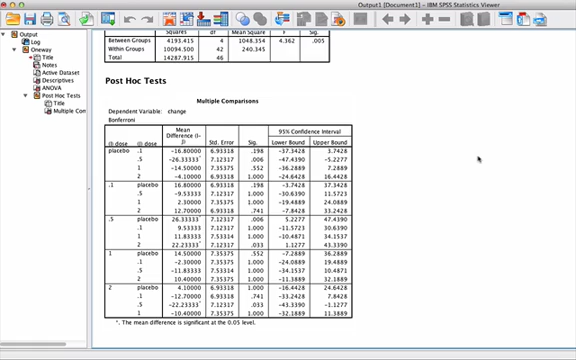 Output1 [Document1] - IBM SPSS Statistics Viewer
Output
Log
Oneway
Title
Notes
Active Dataset
Descriptives
ANOVA
Post Hoc Tests
Title
Multiple Com
Squares df Mean Square F Sig.
Between Groups 4193.415 4 1048.354 4.362 .005
Within Groups 10094.500 42 240.345
Total 14287.915 46
Post Hoc Tests
Multiple Comparisons
Dependent Variable: change
Bonferroni
95% Confidence Interval
(I) dose (J) dose Mean Difference (I-J) Std. Error Sig. Lower Bound Upper Bound
placebo .1 -16.80000 6.93318 .198 -37.3428 3.7428
.5 -26.33333* 7.12317 .006 -47.4390 -5.2277
1 -14.50000 7.35375 .552 -36.2889 7.2889
2 -4.10000 6.93318 1.000 -24.6428 16.4428
.1 placebo 16.80000 6.93318 .198 -3.7428 37.3428
.5 -9.53333 7.12317 1.000 -30.6390 11.5723
1 2.30000 7.35375 1.000 -19.4889 24.0889
2 12.70000 6.93318 .741 -7.8428 33.2428
.5 placebo 26.33333* 7.12317 .006 5.2277 47.4390
.1 9.53333 7.12317 1.000 -11.5723 30.6390
1 11.83333 7.53314 1.000 -10.4871 34.1537
2 22.23333* 7.12317 .033 1.1277 43.3390
1 placebo 14.50000 7.35375 .552 -7.2889 36.2889
.1 -2.30000 7.35375 1.000 -24.0889 19.4889
.5 -11.83333 7.53314 1.000 -34.1537 10.4871
2 10.40000 7.35375 1.000 -11.3889 32.1889
2 placebo 4.10000 6.93318 1.000 -16.4428 24.6428
.1 -12.70000 6.93318 .741 -33.2428 7.8428
.5 -22.23333* 7.12317 .033 -43.3390 -1.1277
1 -10.40000 7.35375 1.000 -32.1889 11.3889
*. The mean difference is significant at the 0.05 level.